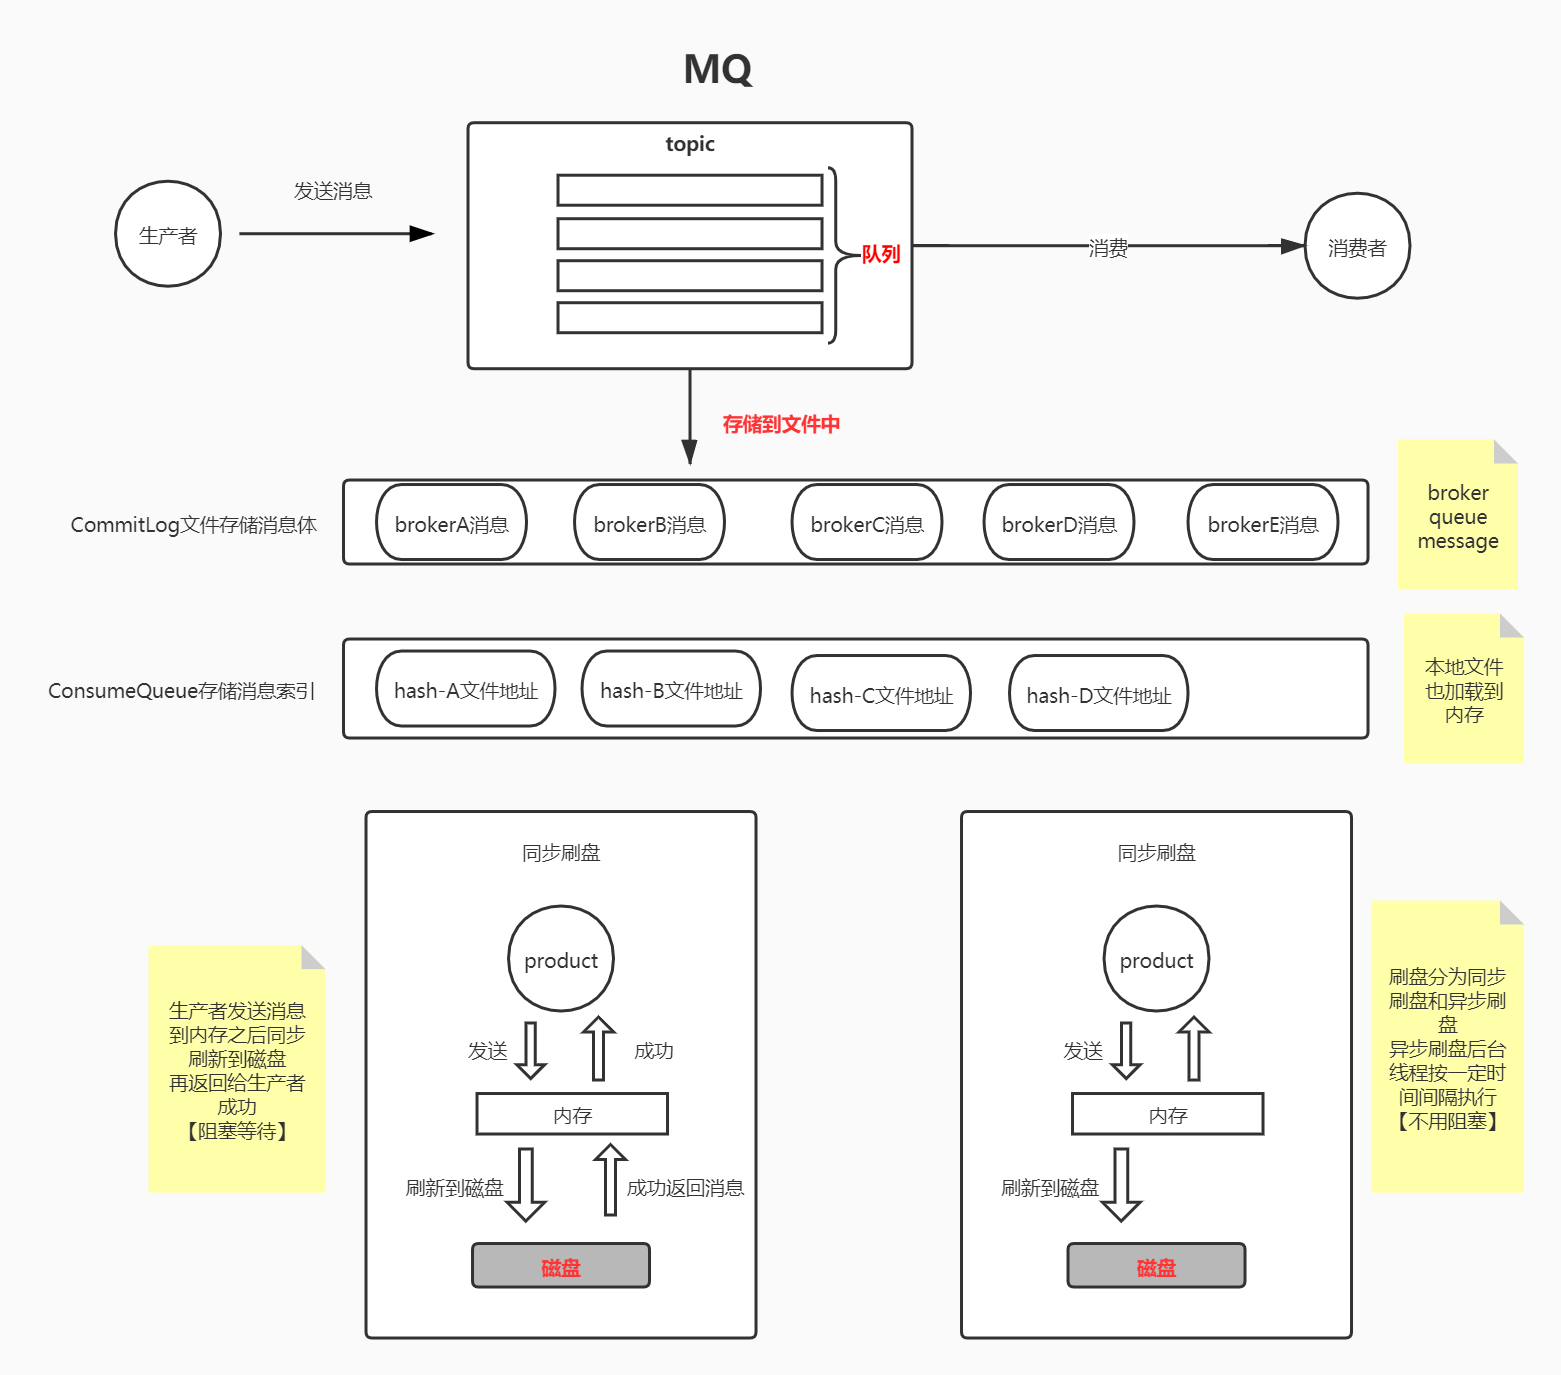 MQ
topic
发送消息
生产者
队列
消费
消费者
存储到文件中
CommitLog文件存储消息体
brokerA消息
brokerB消息
brokerC消息
brokerD消息
brokerE消息
broker
queue
message
ConsumeQueue存储消息索引
hash-A文件地址
hash-B文件地址
hash-C文件地址
hash-D文件地址
本地文件
也加载到
内存
同步刷盘
product
发送
成功
内存
刷新到磁盘
成功返回消息
磁盘
生产者发送消息
到内存之后同步
刷新到磁盘
再返回给生产者
成功
【阻塞等待】
同步刷盘
product
发送
内存
刷新到磁盘
磁盘
刷盘分为同步
刷盘和异步刷
盘
异步刷盘后台
线程按一定时
间间隔执行
【不用阻塞】